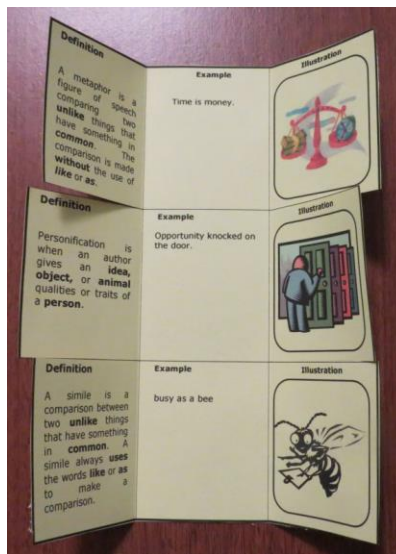 Definition
A metaphor is a
figure of speech
comparing two
unlike things that
have something in
common. The
comparison is made
without the use of
like or as.
Example
Time is money.
Illustration
Definition
Personification is
when an author
gives an idea,
object, or animal
qualities or traits of
a person.
Example
Opportunity knocked on
the door.
Illustration
Definition
A simile is a
comparison between
two unlike things
that have something
in common. A
simile always uses
the words like or as
to make a
comparison.
Example
busy as a bee
Illustration